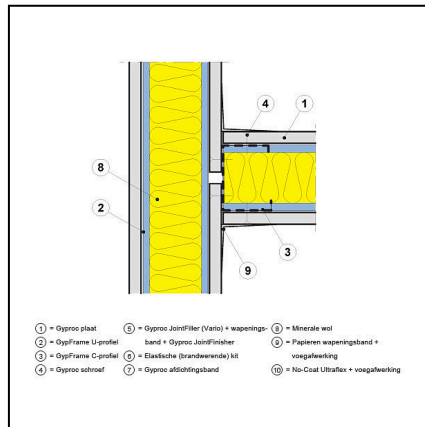 4
1
8
2
3
9
1 = Gyproc plaat
2 = GypFrame U-profiel
3 = GypFrame C-profiel
4 = Gyproc schroef
5 = Gyproc JointFiller (Vario) + wapenings-
band + Gyproc JointFinisher
6 = Elastische (brandwerende) kit
7 = Gyproc afdichtingsband
8 = Minerale wol
9 = Papieren wapeningsband +
voegafwerking
10 = No-Coat Ultraflex + voegafwerking